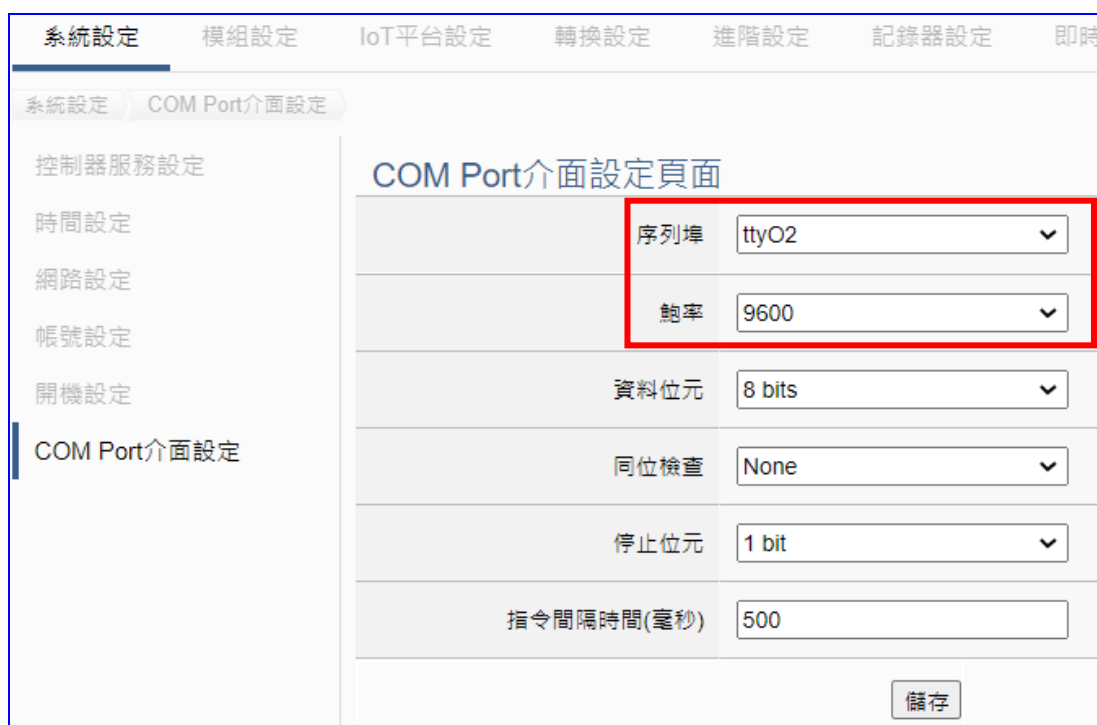 系統設定 模組設定 IoT平台設定 轉換設定 進階設定 記錄器設定 即時
系統設定 COM Port介面設定
控制器服務設定
時間設定
網路設定
帳號設定
開機設定
COM Port介面設定
COM Port介面設定頁面
序列埠 ttyO2
鮑率 9600
資料位元 8 bits
同位檢查 None
停止位元 1 bit
指令間隔時間(毫秒) 500
儲存